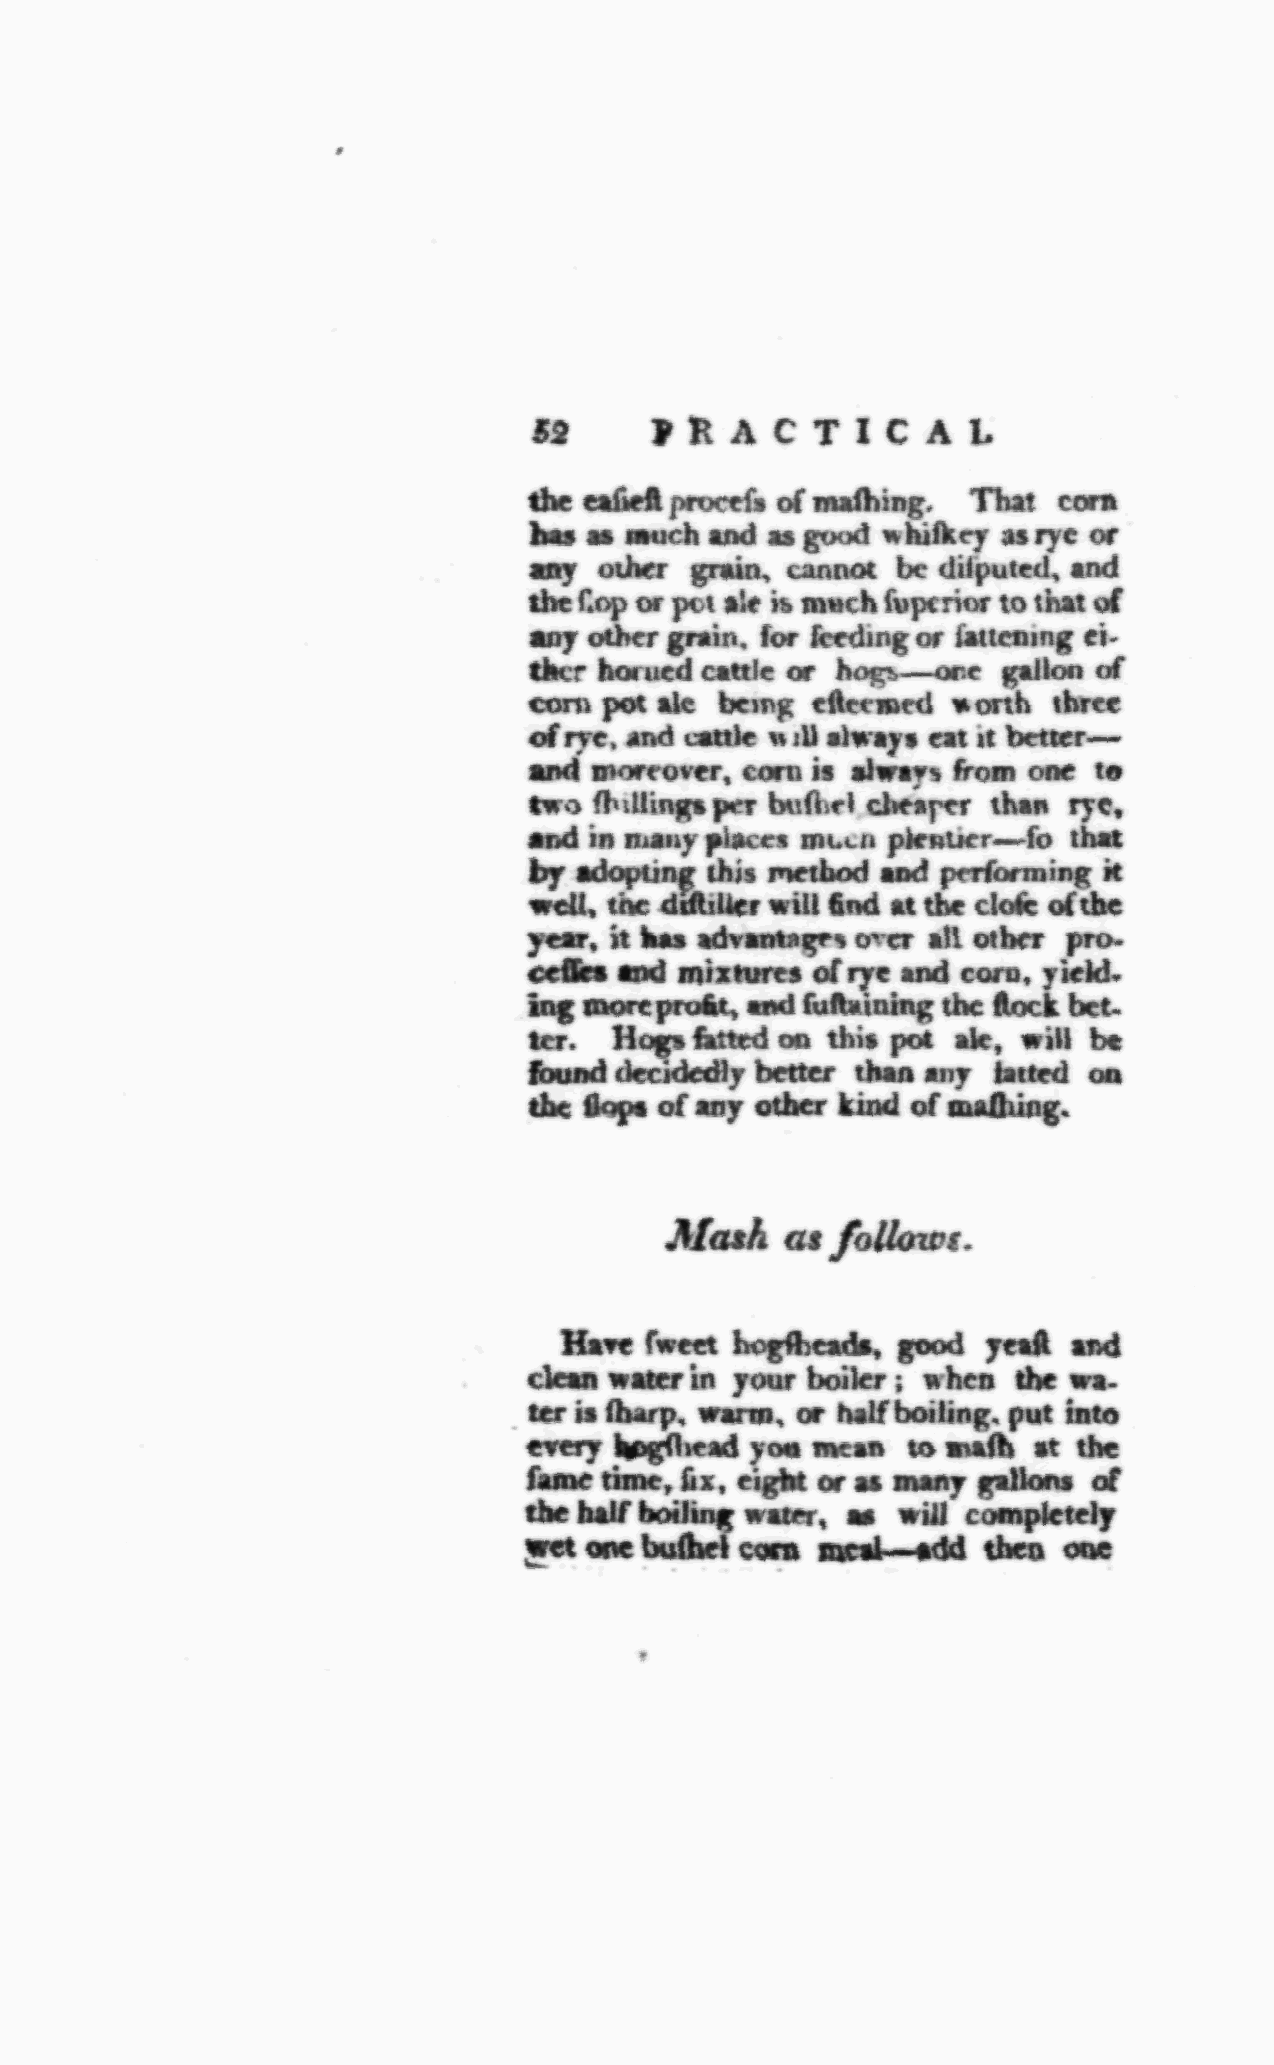 52 PRACTICAL
the eaſieſt proceſs of maſhing. That corn
has as much and as good whiſkey as rye or
any other grain, cannot be diſputed, and
the ſlop or pot ale is much ſuperior to that of
any other grain, for feeding or fattening ei-
ther horned cattle or hogs—one gallon of
corn pot ale being eſteemed worth three
of rye, and cattle will always eat it better—
and moreover, corn is always from one to
two ſhillings per buſhel cheaper than rye,
and in many places much plentier—ſo that
by adopting this method and performing it
well, the diſtiller will find at the cloſe of the
year, it has advantages over all other pro-
ceſſes and mixtures of rye and corn, yield-
ing more profit, and ſuſtaining the ſtock bet-
ter. Hogs fatted on this pot ale, will be
found decidedly better than any fatted on
the ſlops of any other kind of maſhing.
Mash as follows.
Have ſweet hogſheads, good yeaſt and
clean water in your boiler; when the wa-
ter is ſharp, warm, or half boiling, put into
every hogſhead you mean to maſh at the
ſame time, ſix, eight or as many gallons of
the half boiling water, as will completely
wet one buſhel corn meal—add then one